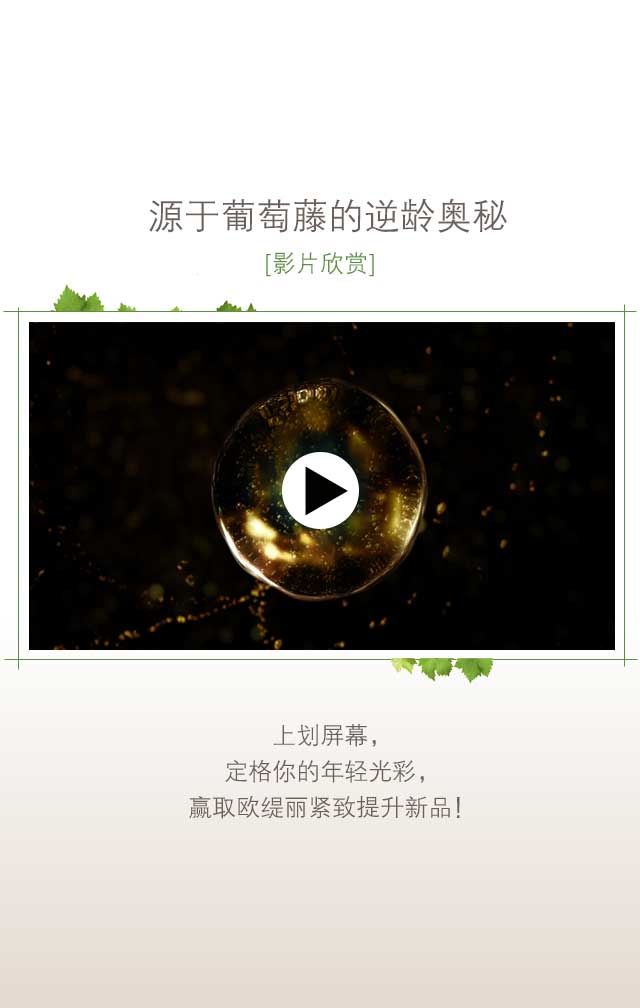 源于葡萄藤的逆龄奥秘
[影片欣赏]
上划屏幕，
定格你的年轻光彩，
赢取欧缇丽紧致提升新品！